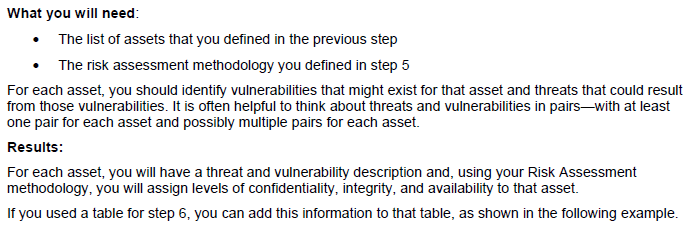 What you will need:
• The list of assets that you defined in the previous step
• The risk assessment methodology you defined in step 5
For each asset, you should identify vulnerabilities that might exist for that asset and threats that could result
from those vulnerabilities. It is often helpful to think about threats and vulnerabilities in pairs—with at least
one pair for each asset and possibly multiple pairs for each asset.
Results:
For each asset, you will have a threat and vulnerability description and, using your Risk Assessment
methodology, you will assign levels of confidentiality, integrity, and availability to that asset.
If you used a table for step 6, you can add this information to that table, as shown in the following example.